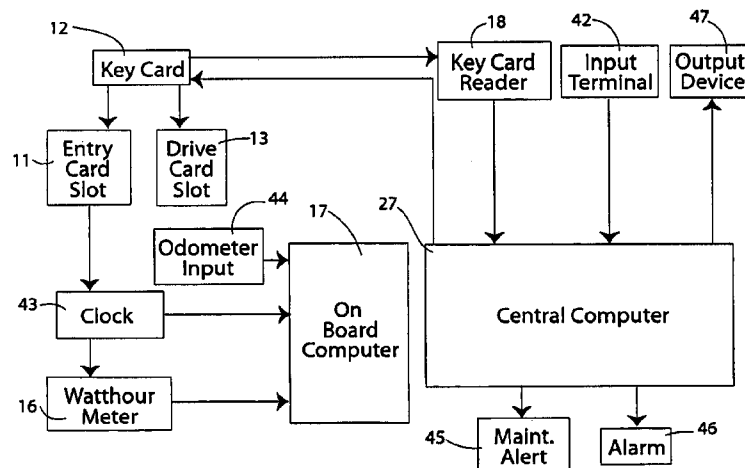 12
Key Card
18
Key Card
Reader
42
Input
Terminal
47
Output
Device
11
Entry
Card
Slot
13
Drive
Card
Slot
44
Odometer
Input
17
On
Board
Computer
27
Central Computer
43
Clock
16
Watthour
Meter
45
Maint.
Alert
46
Alarm